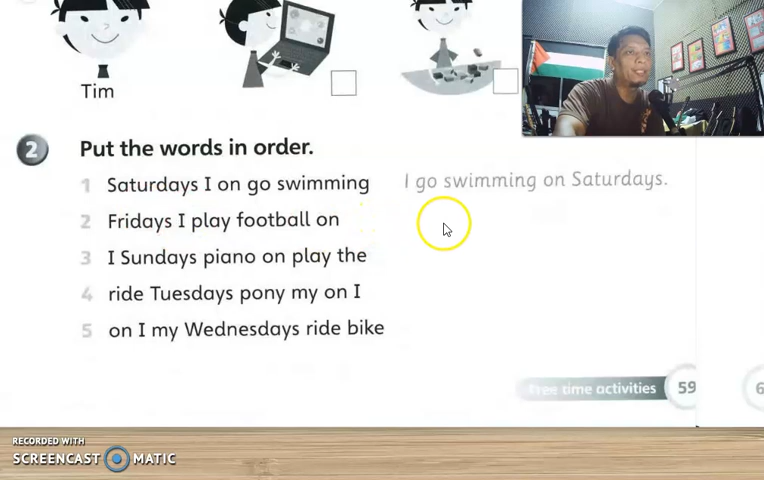 Tim
2 Put the words in order.
1 Saturdays I on go swimming I go swimming on Saturdays.
2 Fridays I play football on
3 I Sundays piano on play the
4 ride Tuesdays pony my on I
5 on I my Wednesdays ride bike
Free time activities 59 6
RECORDED WITH
SCREENCAST MATIC